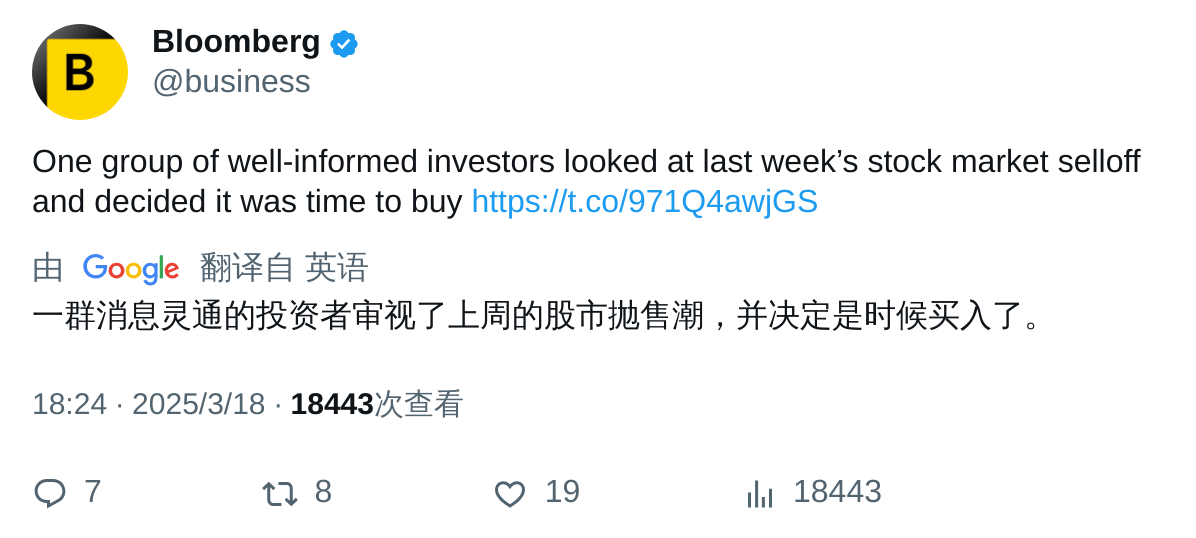 B
Bloomberg
@business
One group of well-informed investors looked at last week’s stock market selloff
and decided it was time to buy https://t.co/971Q4awjGS
由 Google 翻译自 英语
一群消息灵通的投资者审视了上周的股市抛售潮，并决定是时候买入了。
18:24 · 2025/3/18 · 18443次查看
7 8 19 18443